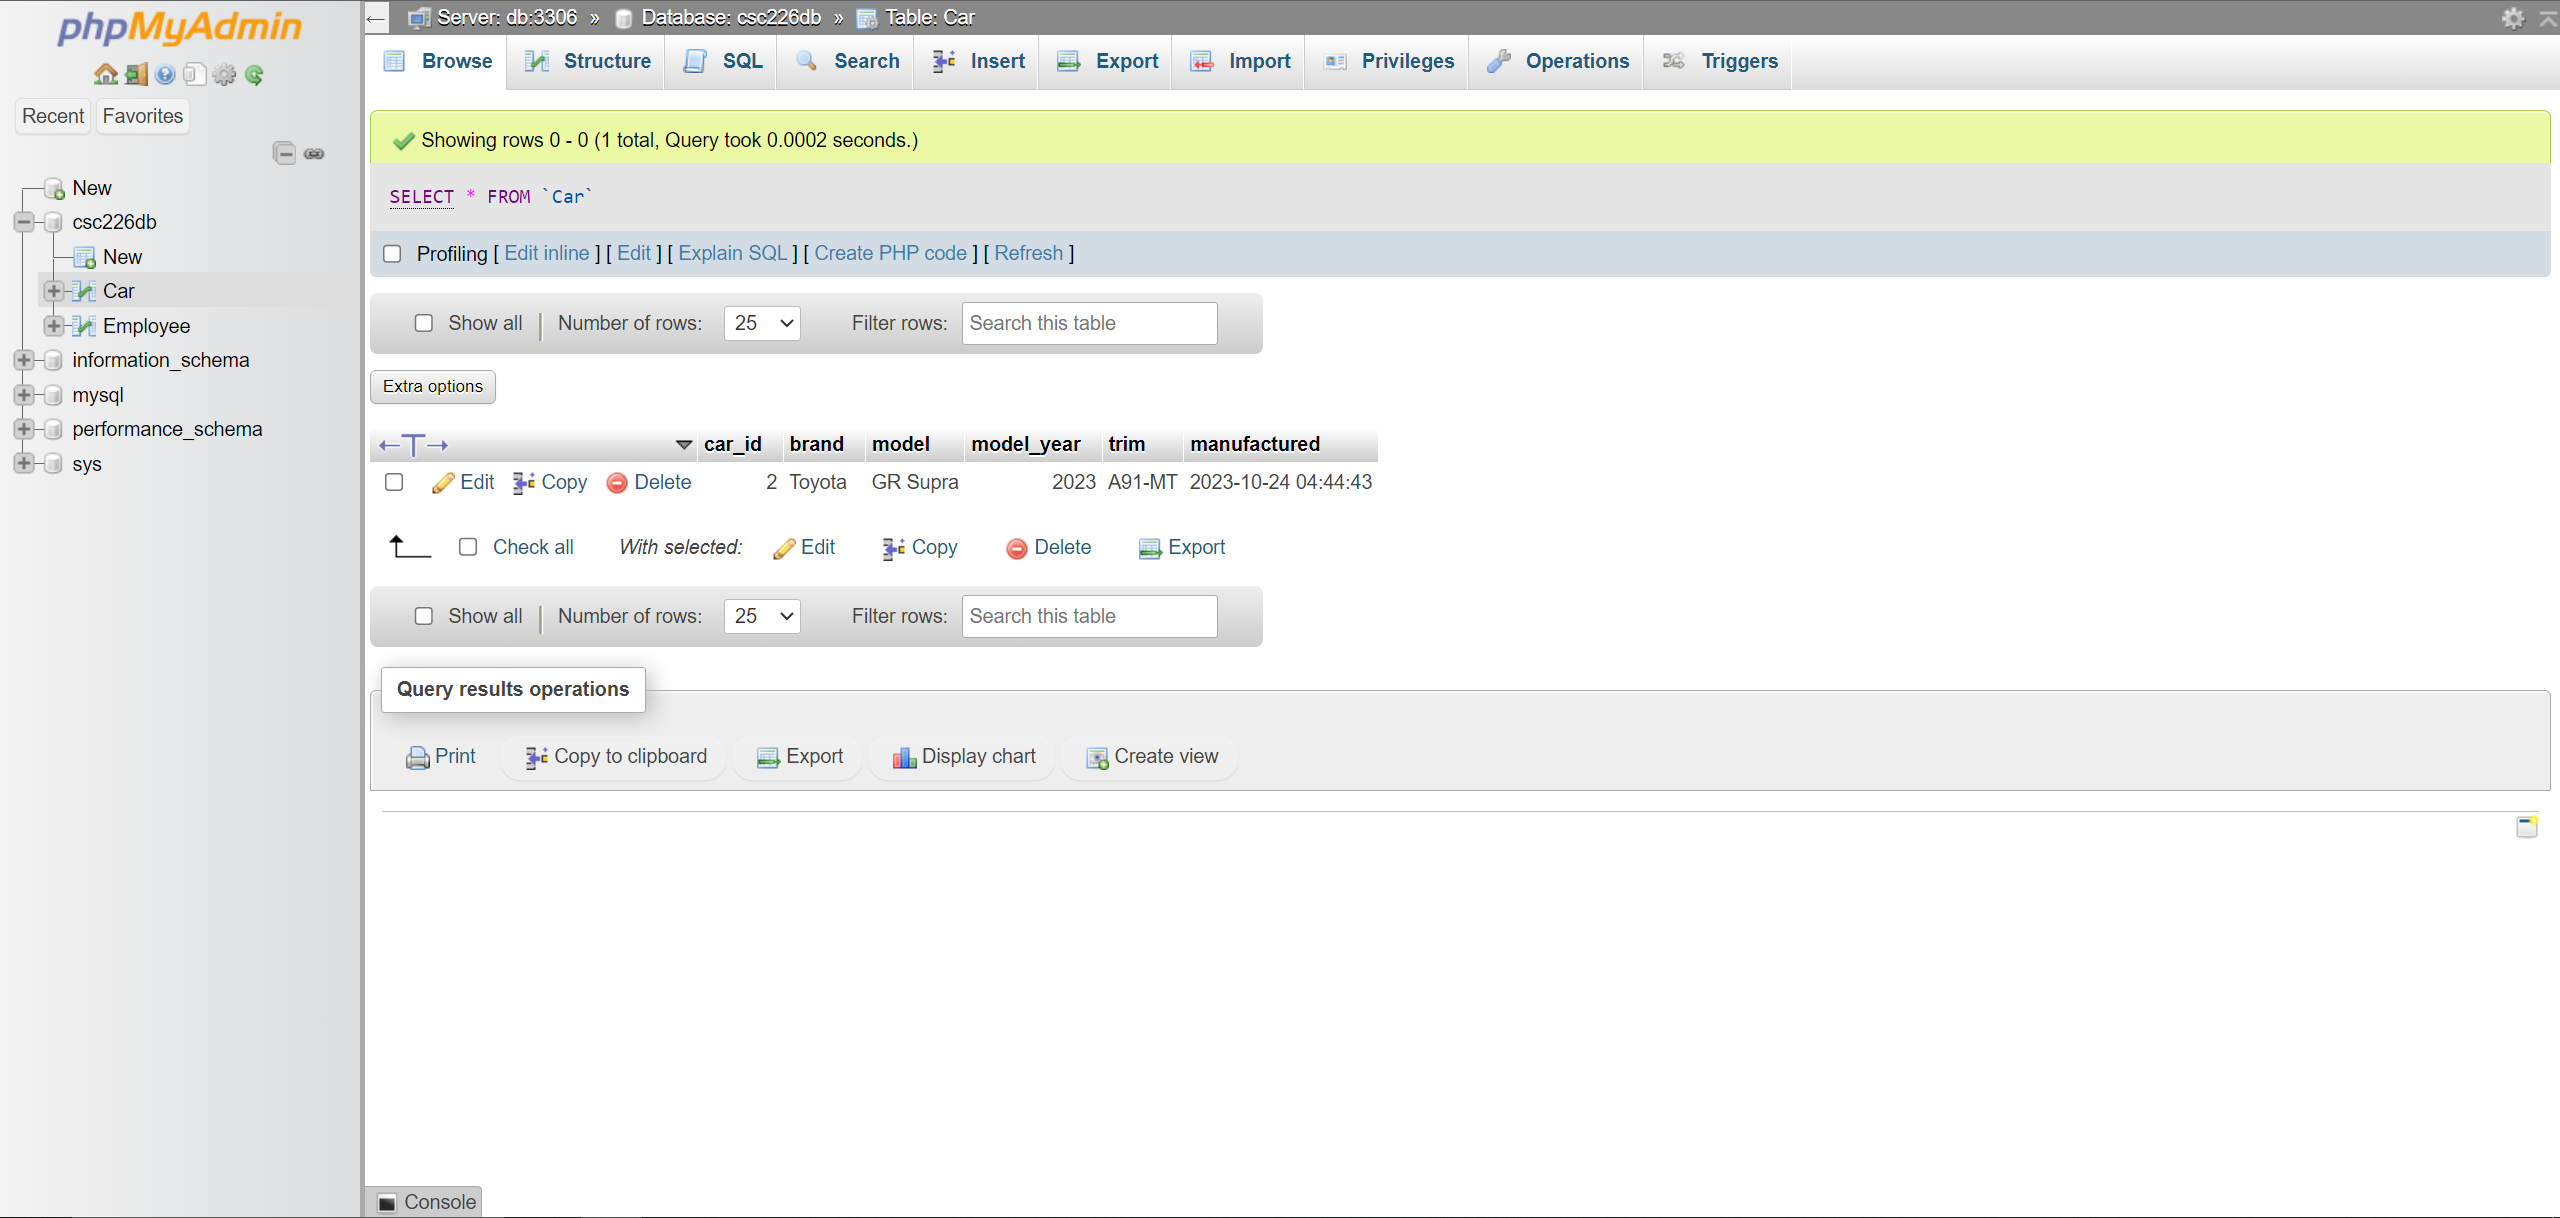 phpMyAdmin
Recent Favorites
New
csc226db
New
Car
Employee
information_schema
mysql
performance_schema
sys
Server: db:3306 » Database: csc226db » Table: Car
Browse Structure SQL Search Insert Export Import Privileges Operations Triggers
Showing rows 0 - 0 (1 total, Query took 0.0002 seconds.)
SELECT * FROM `Car`
Profiling [ Edit inline ] [ Edit ] [ Explain SQL ] [ Create PHP code ] [ Refresh ]
Show all | Number of rows: 25 Filter rows: Search this table
Extra options
←T→ car_id brand model model_year trim manufactured
Edit Copy Delete 2 Toyota GR Supra 2023 A91-MT 2023-10-24 04:44:43
Check all With selected: Edit Copy Delete Export
Show all | Number of rows: 25 Filter rows: Search this table
Query results operations
Print Copy to clipboard Export Display chart Create view
Console